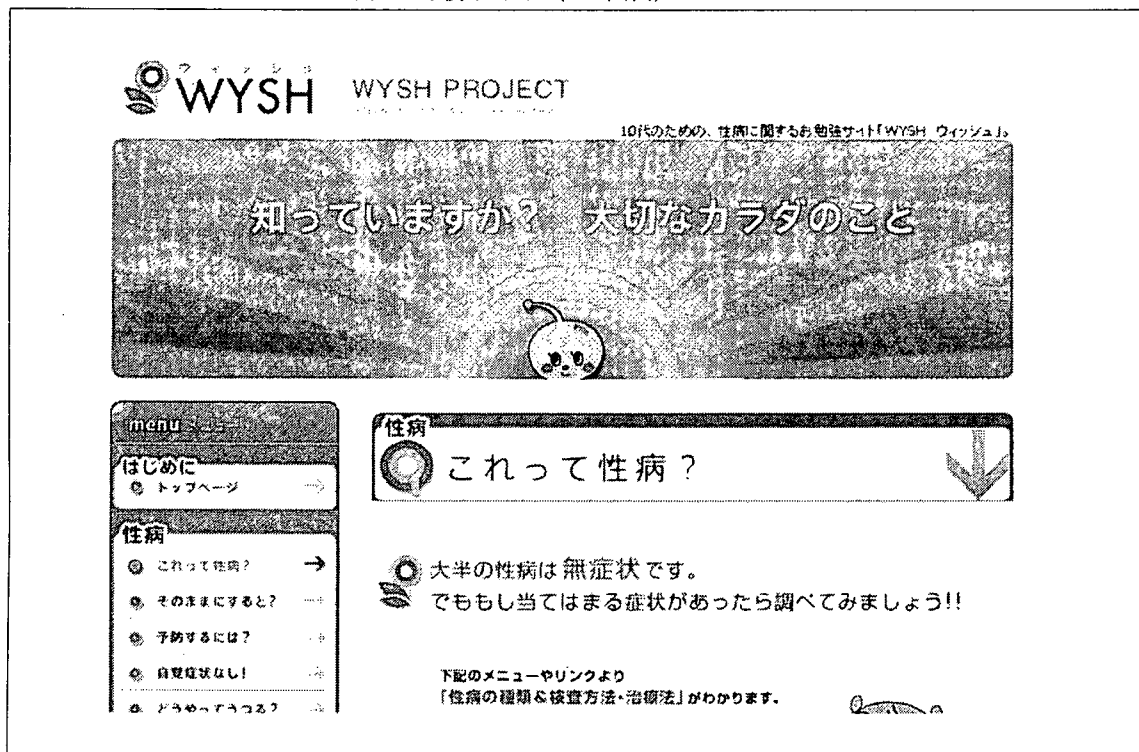 ウィッシュ
WYSH WYSH PROJECT
10代のための、性病に関するお勉強サイト「WYSH ウィッシュ」。
知っていますか？ 大切なカラダのこと
menu メニュー
はじめに
トップページ
性病
これって性病？
そのままにすると？
予防するには？
自覚症状なし！
どうやってうつる？
性病
Q これって性病？
大半の性病は無症状です。
でももし当てはまる症状があったら調べてみましょう!!
下記のメニューやリンクより
「性病の種類&検査方法・治療法」がわかります。